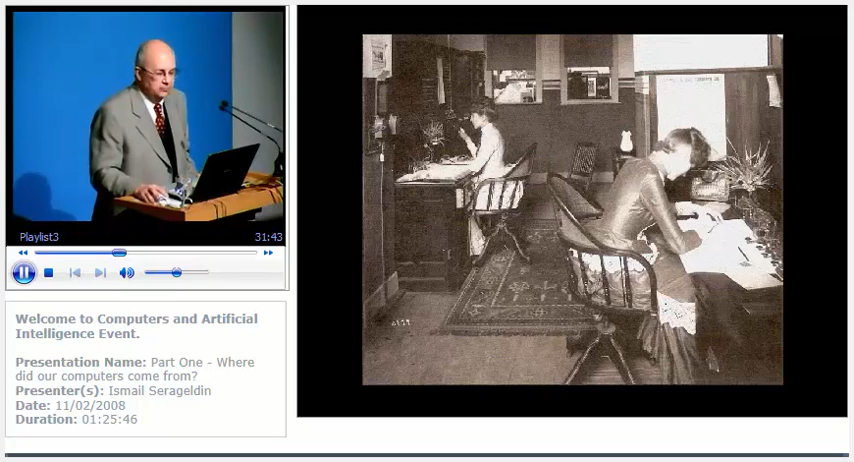 Playlist3 31:43
Welcome to Computers and Artificial
Intelligence Event.
Presentation Name: Part One - Where
did our computers come from?
Presenter(s): Ismail Serageldin
Date: 11/02/2008
Duration: 01:25:46